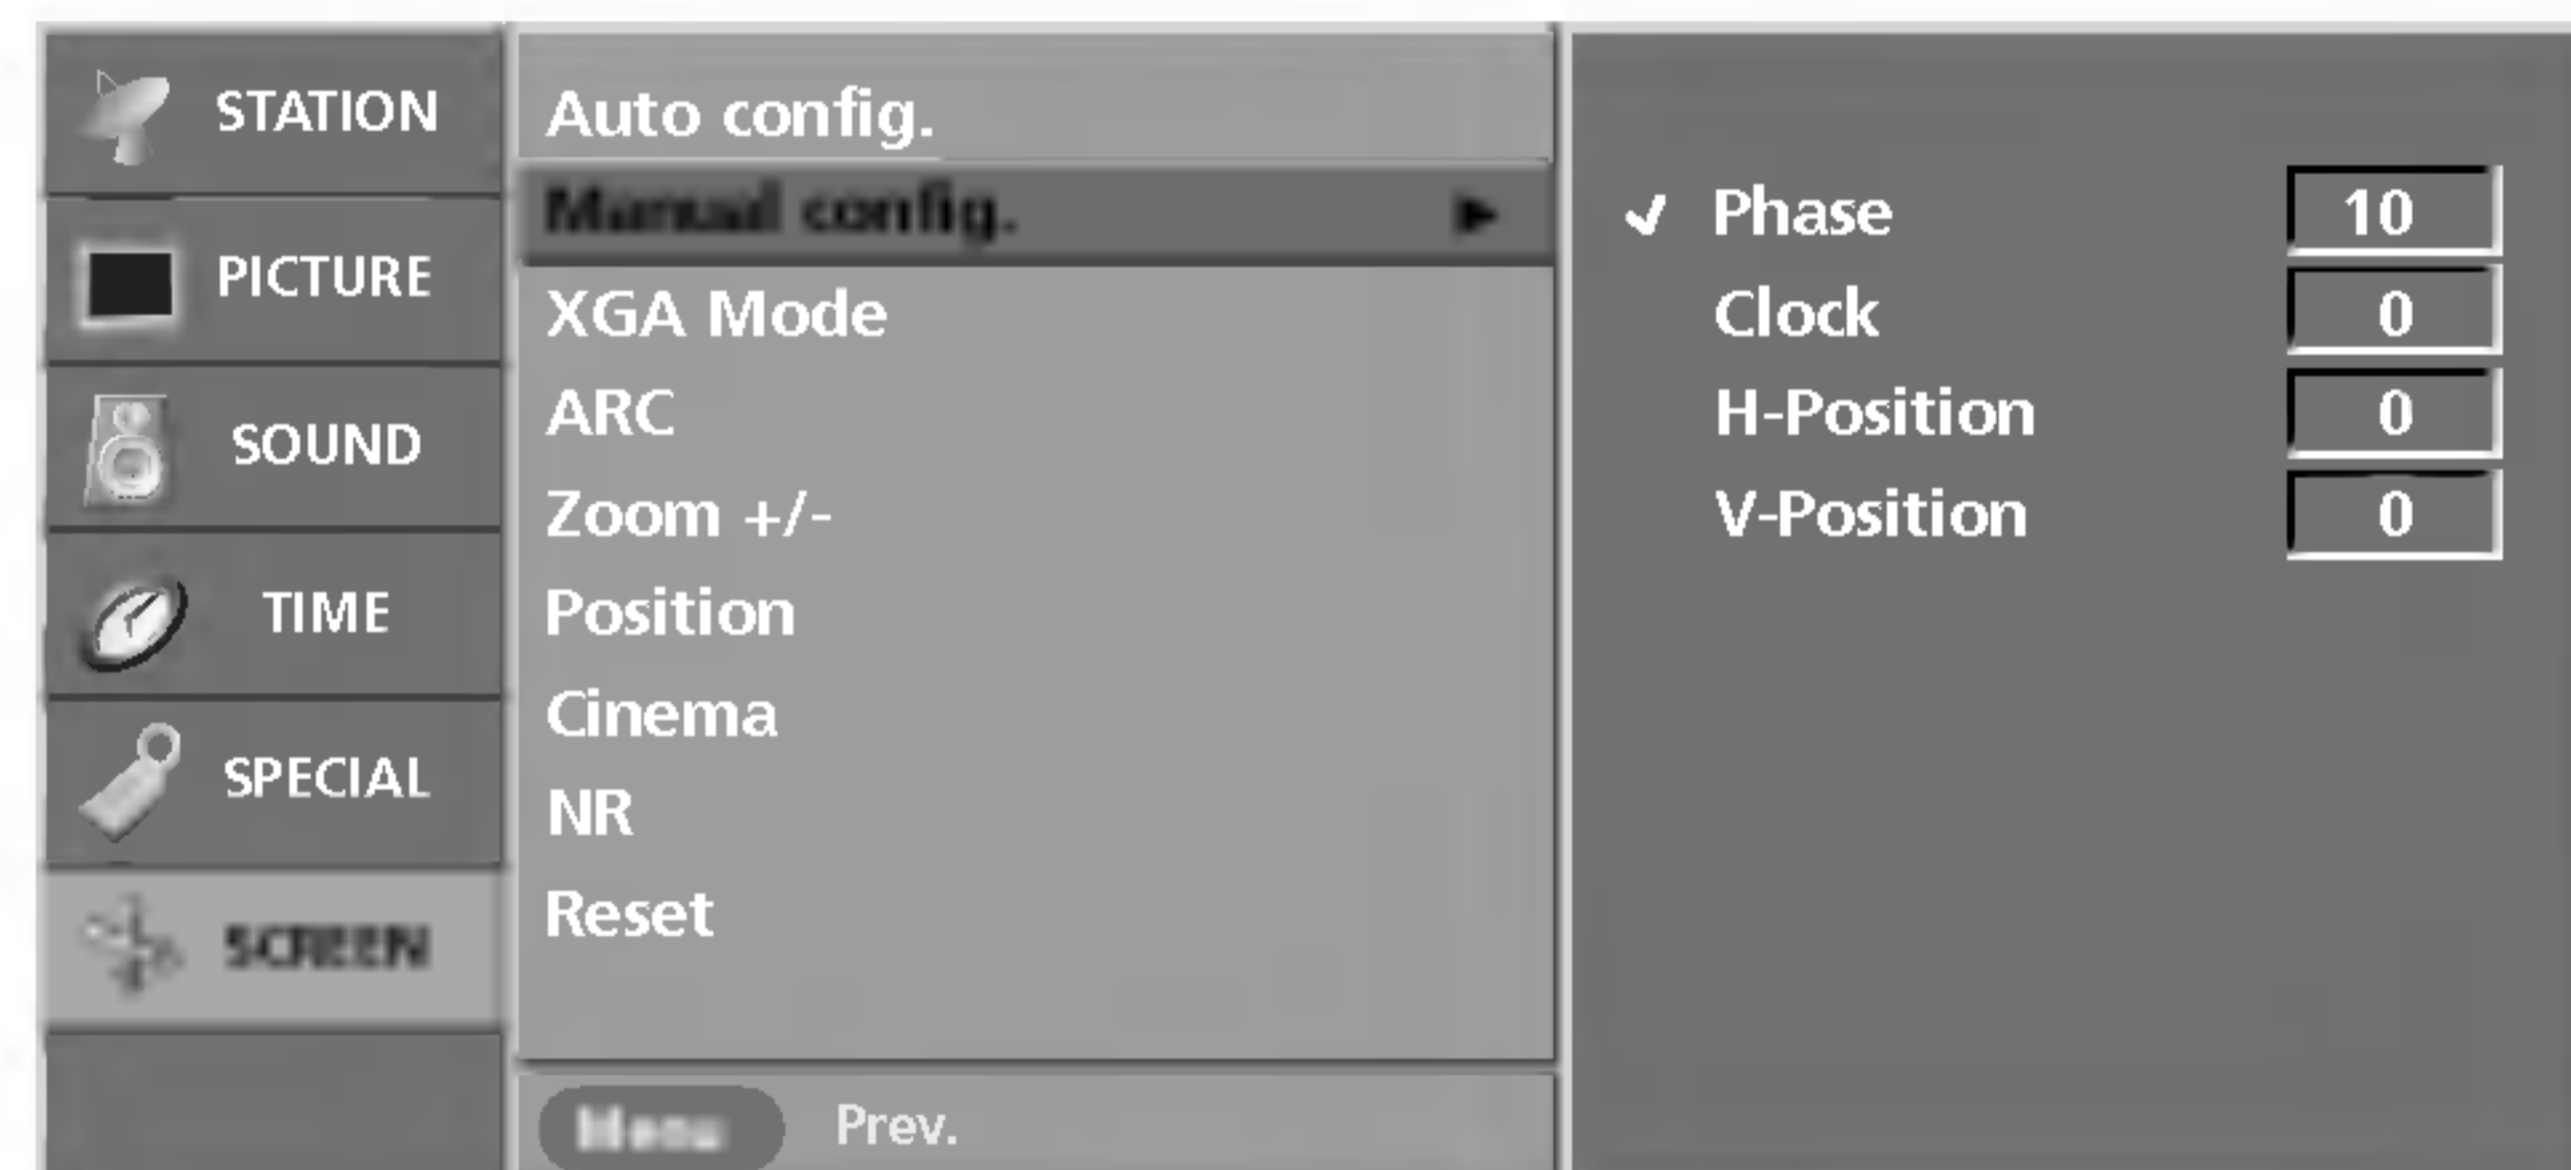 STATION
PICTURE
SOUND
TIME
SPECIAL
SCREEN
Auto config.
Manual config.
XGA Mode
ARC
Zoom +/-
Position
Cinema
NR
Reset
Menu Prev.
Phase 10
Clock 0
H-Position 0
V-Position 0